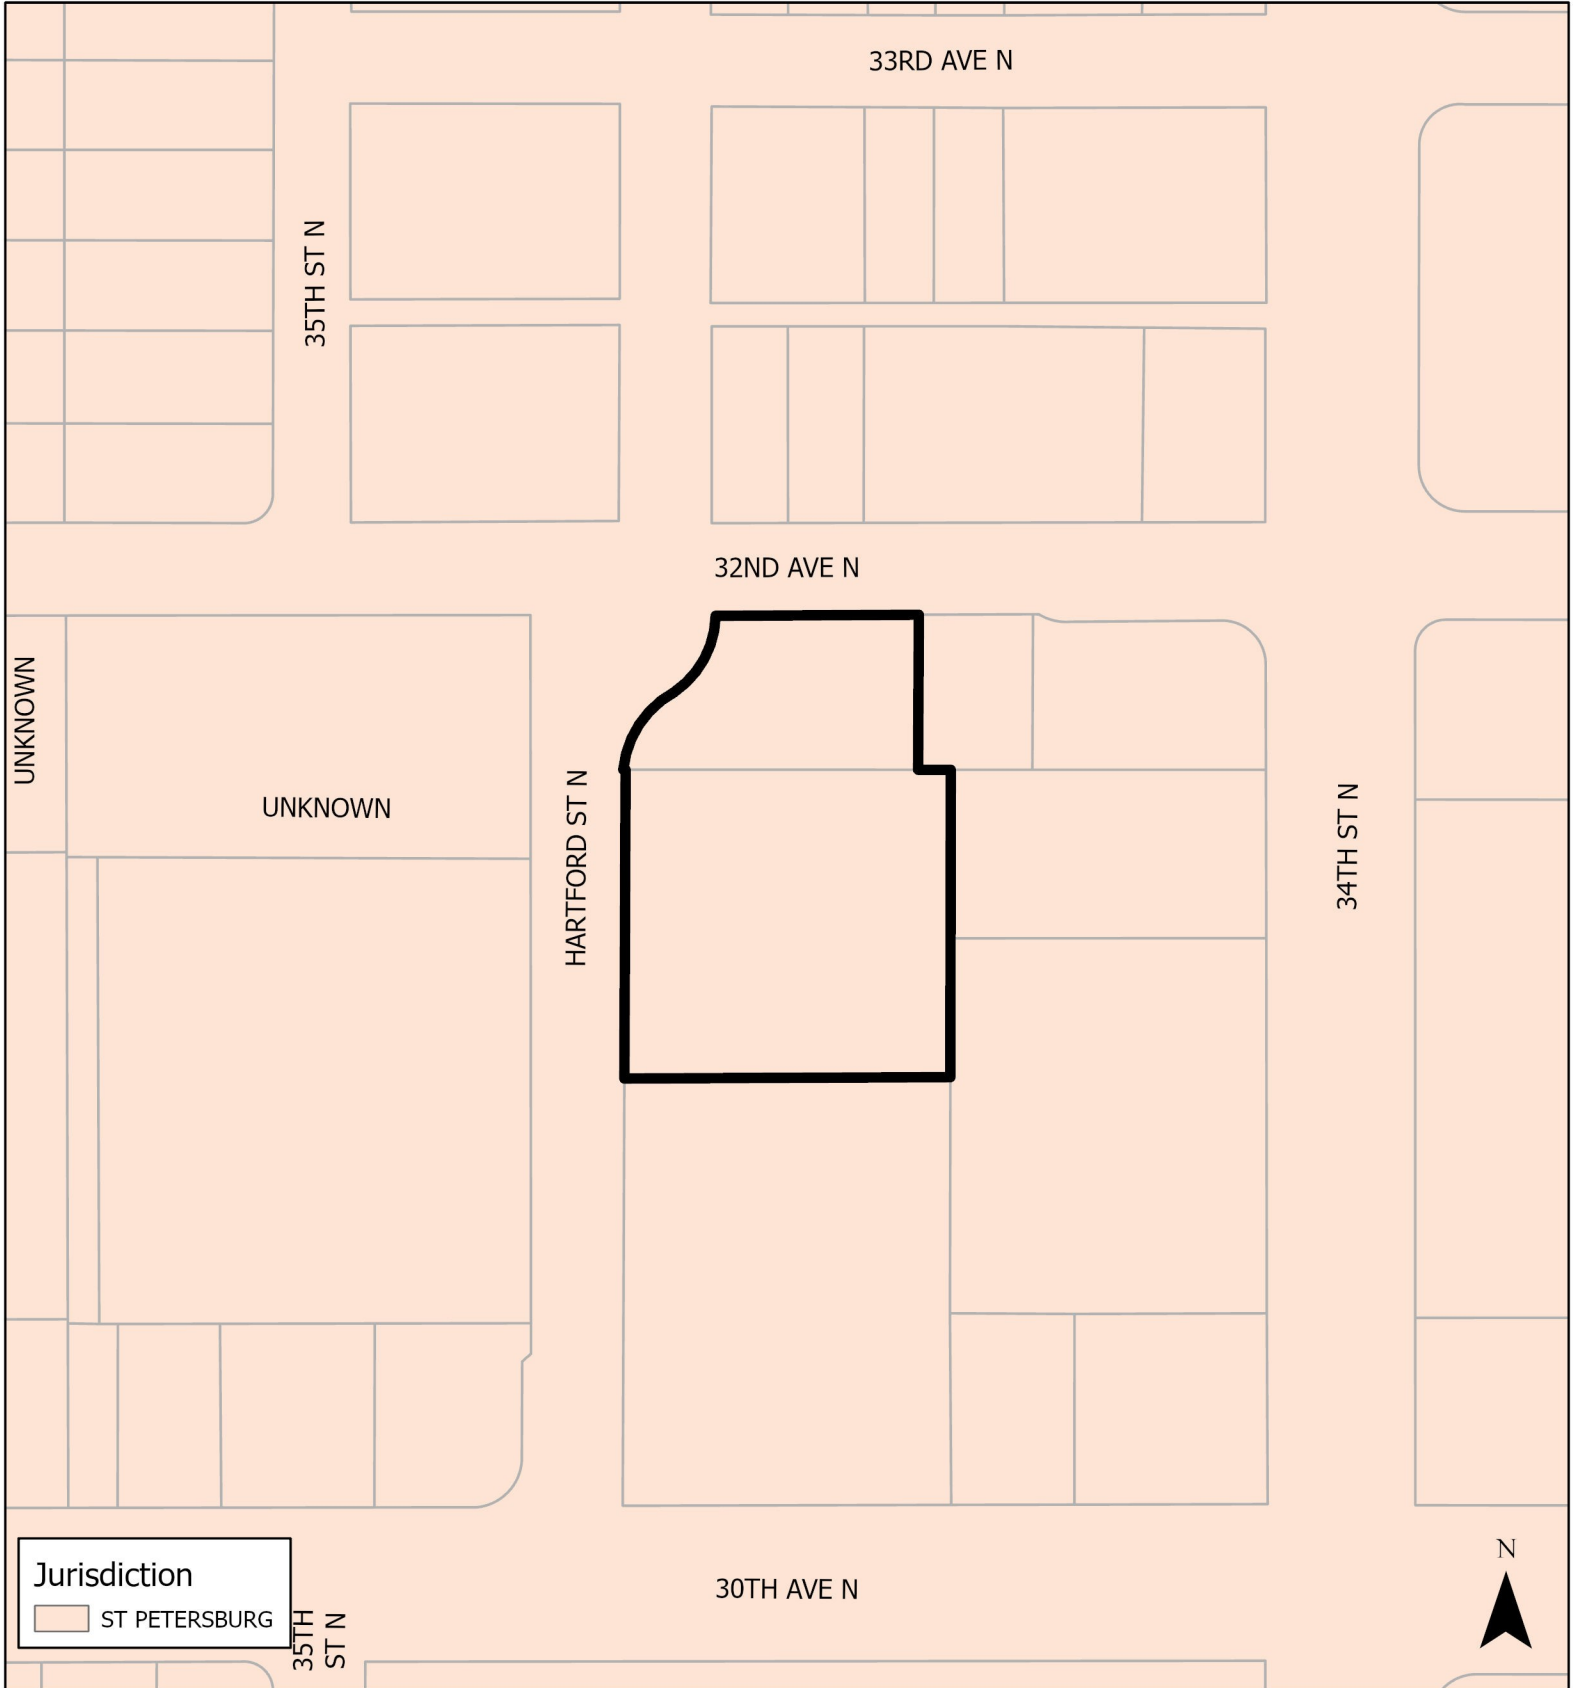 33RD AVE N
35TH ST N
32ND AVE N
UNKNOWN
UNKNOWN
HARTFORD ST N
34TH ST N
N
Jurisdiction
ST PETERSBURG
30TH AVE N
35TH
ST N